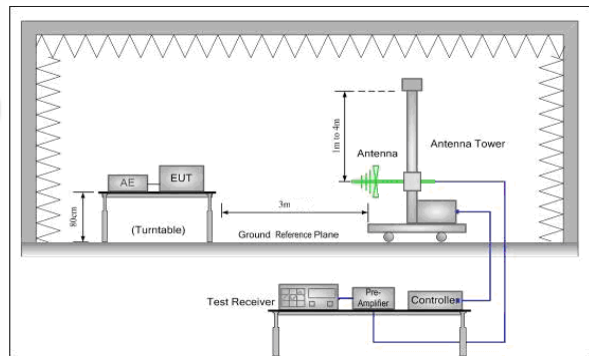 1m to 4m
Antenna
Antenna Tower
AE
EUT
80cm
(Turntable)
3m
Ground Reference Plane
Test Receiver
Pre-
Amplifier
Controller